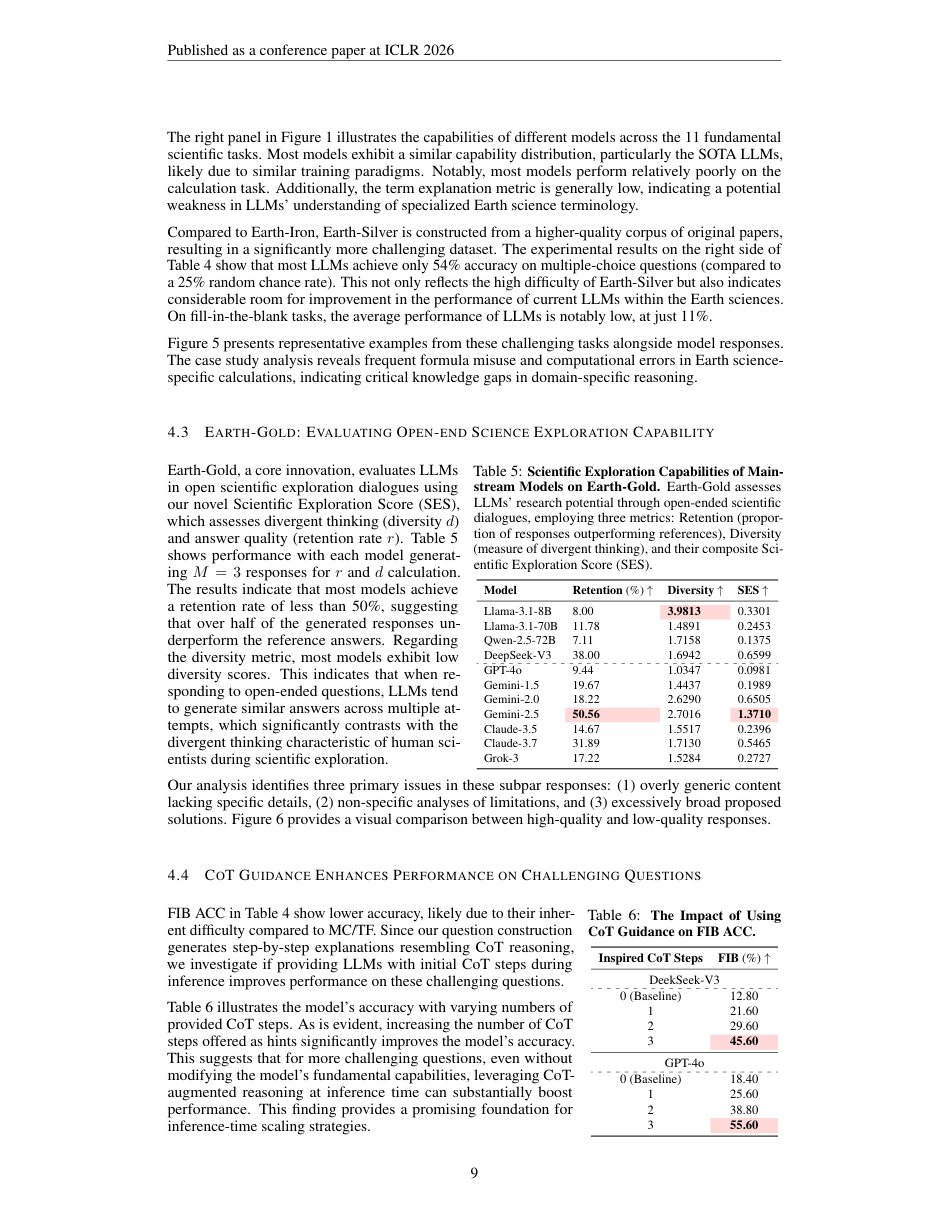 Published as a conference paper at ICLR 2026
The right panel in Figure 1 illustrates the capabilities of different models across the 11 fundamental
scientific tasks. Most models exhibit a similar capability distribution, particularly the SOTA LLMs,
likely due to similar training paradigms. Notably, most models perform relatively poorly on the
calculation task. Additionally, the term explanation metric is generally low, indicating a potential
weakness in LLMs' understanding of specialized Earth science terminology.
Compared to Earth-Iron, Earth-Silver is constructed from a higher-quality corpus of original papers,
resulting in a significantly more challenging dataset. The experimental results on the right side of
Table 4 show that most LLMs achieve only 54% accuracy on multiple-choice questions (compared to
a 25% random chance rate). This not only reflects the high difficulty of Earth-Silver but also indicates
considerable room for improvement in the performance of current LLMs within the Earth sciences.
On fill-in-the-blank tasks, the average performance of LLMs is notably low, at just 11%.
Figure 5 presents representative examples from these challenging tasks alongside model responses.
The case study analysis reveals frequent formula misuse and computational errors in Earth science-
specific calculations, indicating critical knowledge gaps in domain-specific reasoning.
4.3 EARTH-GOLD: EVALUATING OPEN-END SCIENCE EXPLORATION CAPABILITY
Earth-Gold, a core innovation, evaluates LLMs
in open scientific exploration dialogues using
our novel Scientific Exploration Score (SES),
which assesses divergent thinking (diversity d)
and answer quality (retention rate r). Table 5
shows performance with each model generat-
ing M = 3 responses for r and d calculation.
The results indicate that most models achieve
a retention rate of less than 50%, suggesting
that over half of the generated responses un-
derperform the reference answers. Regarding
the diversity metric, most models exhibit low
diversity scores. This indicates that when re-
sponding to open-ended questions, LLMs tend
to generate similar answers across multiple at-
tempts, which significantly contrasts with the
divergent thinking characteristic of human sci-
entists during scientific exploration.
Table 5: Scientific Exploration Capabilities of Main-
stream Models on Earth-Gold. Earth-Gold assesses
LLMs' research potential through open-ended scientific
dialogues, employing three metrics: Retention (propor-
tion of responses outperforming references), Diversity
(measure of divergent thinking), and their composite Sci-
entific Exploration Score (SES).
Model Retention (%) ↑ Diversity ↑ SES ↑
Llama-3.1-8B 8.00 3.9813 0.3301
Llama-3.1-70B 11.78 1.4891 0.2453
Qwen-2.5-72B 7.11 1.7158 0.1375
DeepSeek-V3 38.00 1.6942 0.6599
GPT-4o 9.44 1.0347 0.0981
Gemini-1.5 19.67 1.4437 0.1989
Gemini-2.0 18.22 2.6290 0.6505
Gemini-2.5 50.56 2.7016 1.3710
Claude-3.5 14.67 1.5517 0.2396
Claude-3.7 31.89 1.7130 0.5465
Grok-3 17.22 1.5284 0.2727
Our analysis identifies three primary issues in these subpar responses: (1) overly generic content
lacking specific details, (2) non-specific analyses of limitations, and (3) excessively broad proposed
solutions. Figure 6 provides a visual comparison between high-quality and low-quality responses.
4.4 COT GUIDANCE ENHANCES PERFORMANCE ON CHALLENGING QUESTIONS
FIB ACC in Table 4 show lower accuracy, likely due to their inher-
ent difficulty compared to MC/TF. Since our question construction
generates step-by-step explanations resembling CoT reasoning,
we investigate if providing LLMs with initial CoT steps during
inference improves performance on these challenging questions.
Table 6 illustrates the model's accuracy with varying numbers of
provided CoT steps. As is evident, increasing the number of CoT
steps offered as hints significantly improves the model's accuracy.
This suggests that for more challenging questions, even without
modifying the model's fundamental capabilities, leveraging CoT-
augmented reasoning at inference time can substantially boost
performance. This finding provides a promising foundation for
inference-time scaling strategies.
Table 6: The Impact of Using
CoT Guidance on FIB ACC.
Inspired CoT Steps FIB (%) ↑
DeekSeek-V3
0 (Baseline) 12.80
1 21.60
2 29.60
3 45.60
GPT-4o
0 (Baseline) 18.40
1 25.60
2 38.80
3 55.60
9